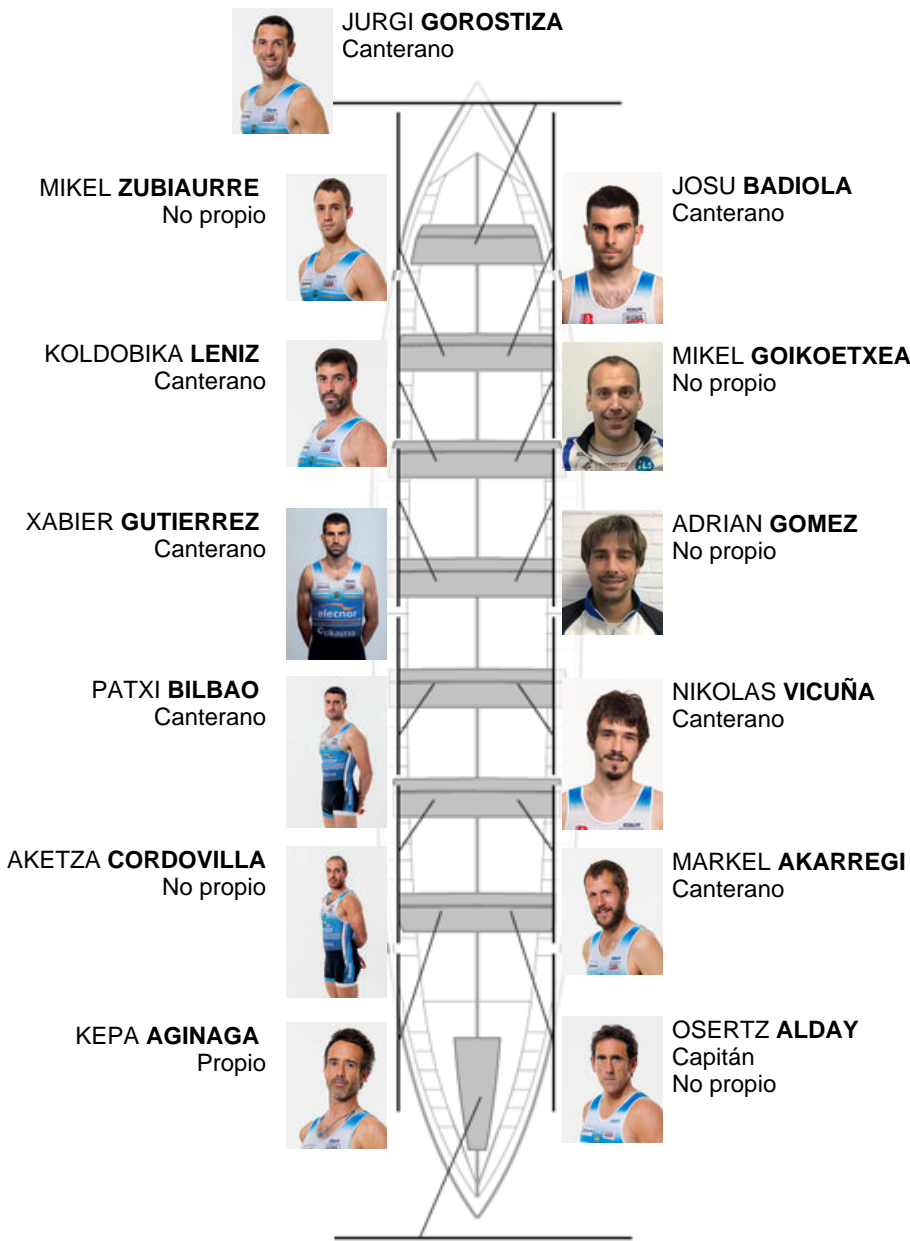 JURGI GOROSTIZA
Canterano
MIKEL ZUBIAURRE
No propio
JOSU BADIOLA
Canterano
KOLDOBIKA LENIZ
Canterano
MIKEL GOIKOETXEA
No propio
XABIER GUTIERREZ
Canterano
elecnor
ADRIAN GOMEZ
No propio
PATXI BILBAO
Canterano
NIKOLAS VICUÑA
Canterano
AKETZA CORDOVILLA
No propio
MARKEL AKARREGI
Canterano
KEPA AGINAGA
Propio
OSERTZ ALDAY
Capitán
No propio